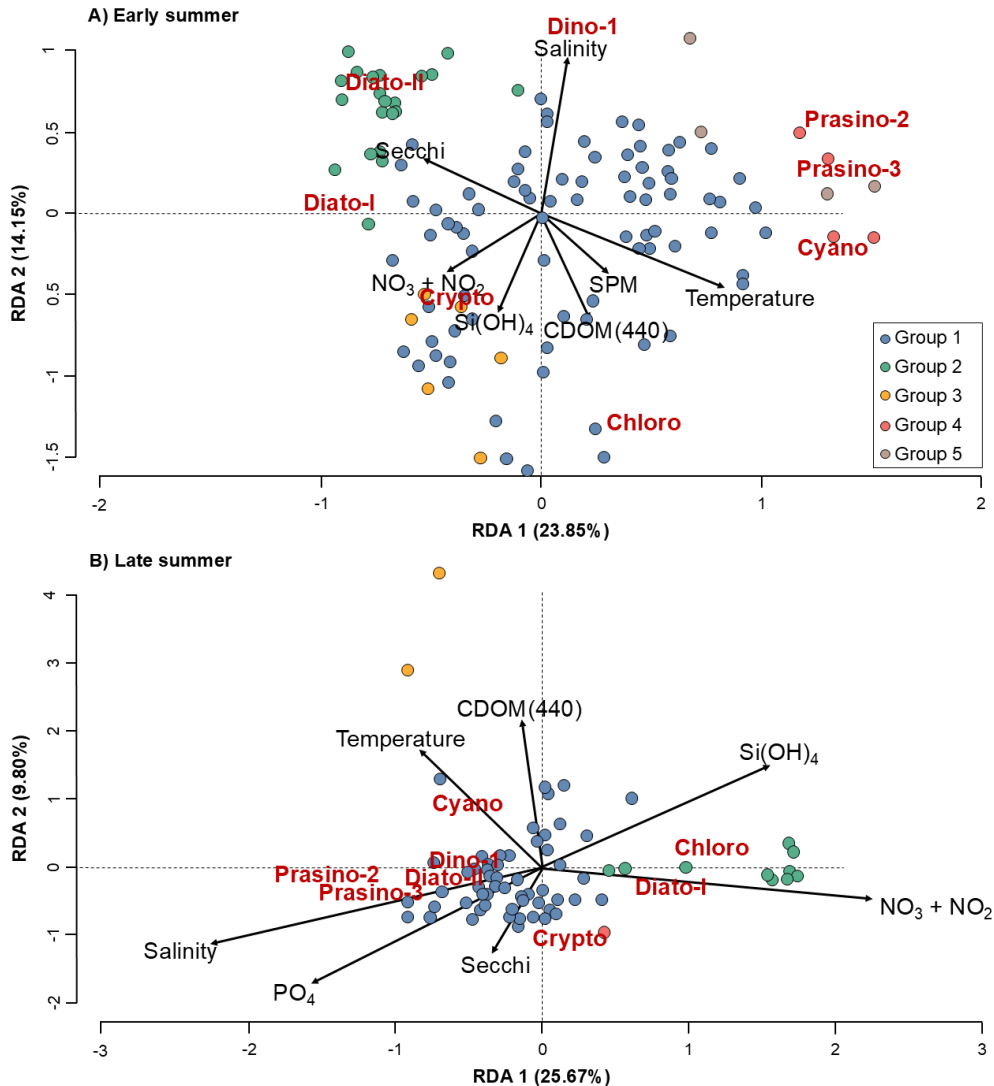 A) Early summer
Dino-1
Salinity
Diato-II
Prasino-2
Secchi
Prasino-3
Diato-I
Cyano
NO3 + NO2
SPM
Crypto
Temperature
Si(OH)4
CDOM(440)
Chloro
Group 1
Group 2
Group 3
Group 4
Group 5
RDA 2 (14.15%)
1
0.5
0
0.5
-1
-1.5
-2
-1
0
1
2
RDA 1 (23.85%)
B) Late summer
CDOM(440)
Temperature
Si(OH)4
Cyano
Chloro
Dino-1
Prasino-2
Diato-II
Prasino-3
Diato-I
NO3 + NO2
Crypto
Salinity
Secchi
PO4
RDA 2 (9.80%)
4
3
2
1
0
-1
-2
-3
-2
-1
0
1
2
3
RDA 1 (25.67%)